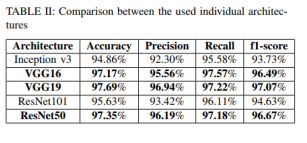 TABLE II: Comparison between the used individual architec-
tures
Architecture Accuracy Precision Recall f1-score
Inception v3 94.86% 92.30% 95.58% 93.73%
VGG16 97.17% 95.56% 97.57% 96.49%
VGG19 97.69% 96.94% 97.22% 97.07%
ResNet101 95.63% 93.42% 96.11% 94.63%
ResNet50 97.35% 96.19% 97.18% 96.67%